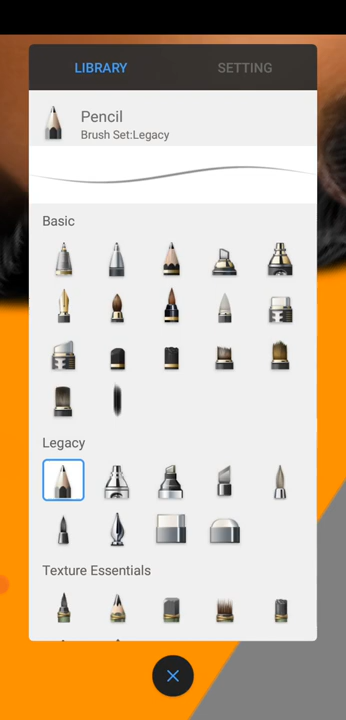 LIBRARY SETTING
Pencil
Brush Set:Legacy
Basic
Legacy
Texture Essentials